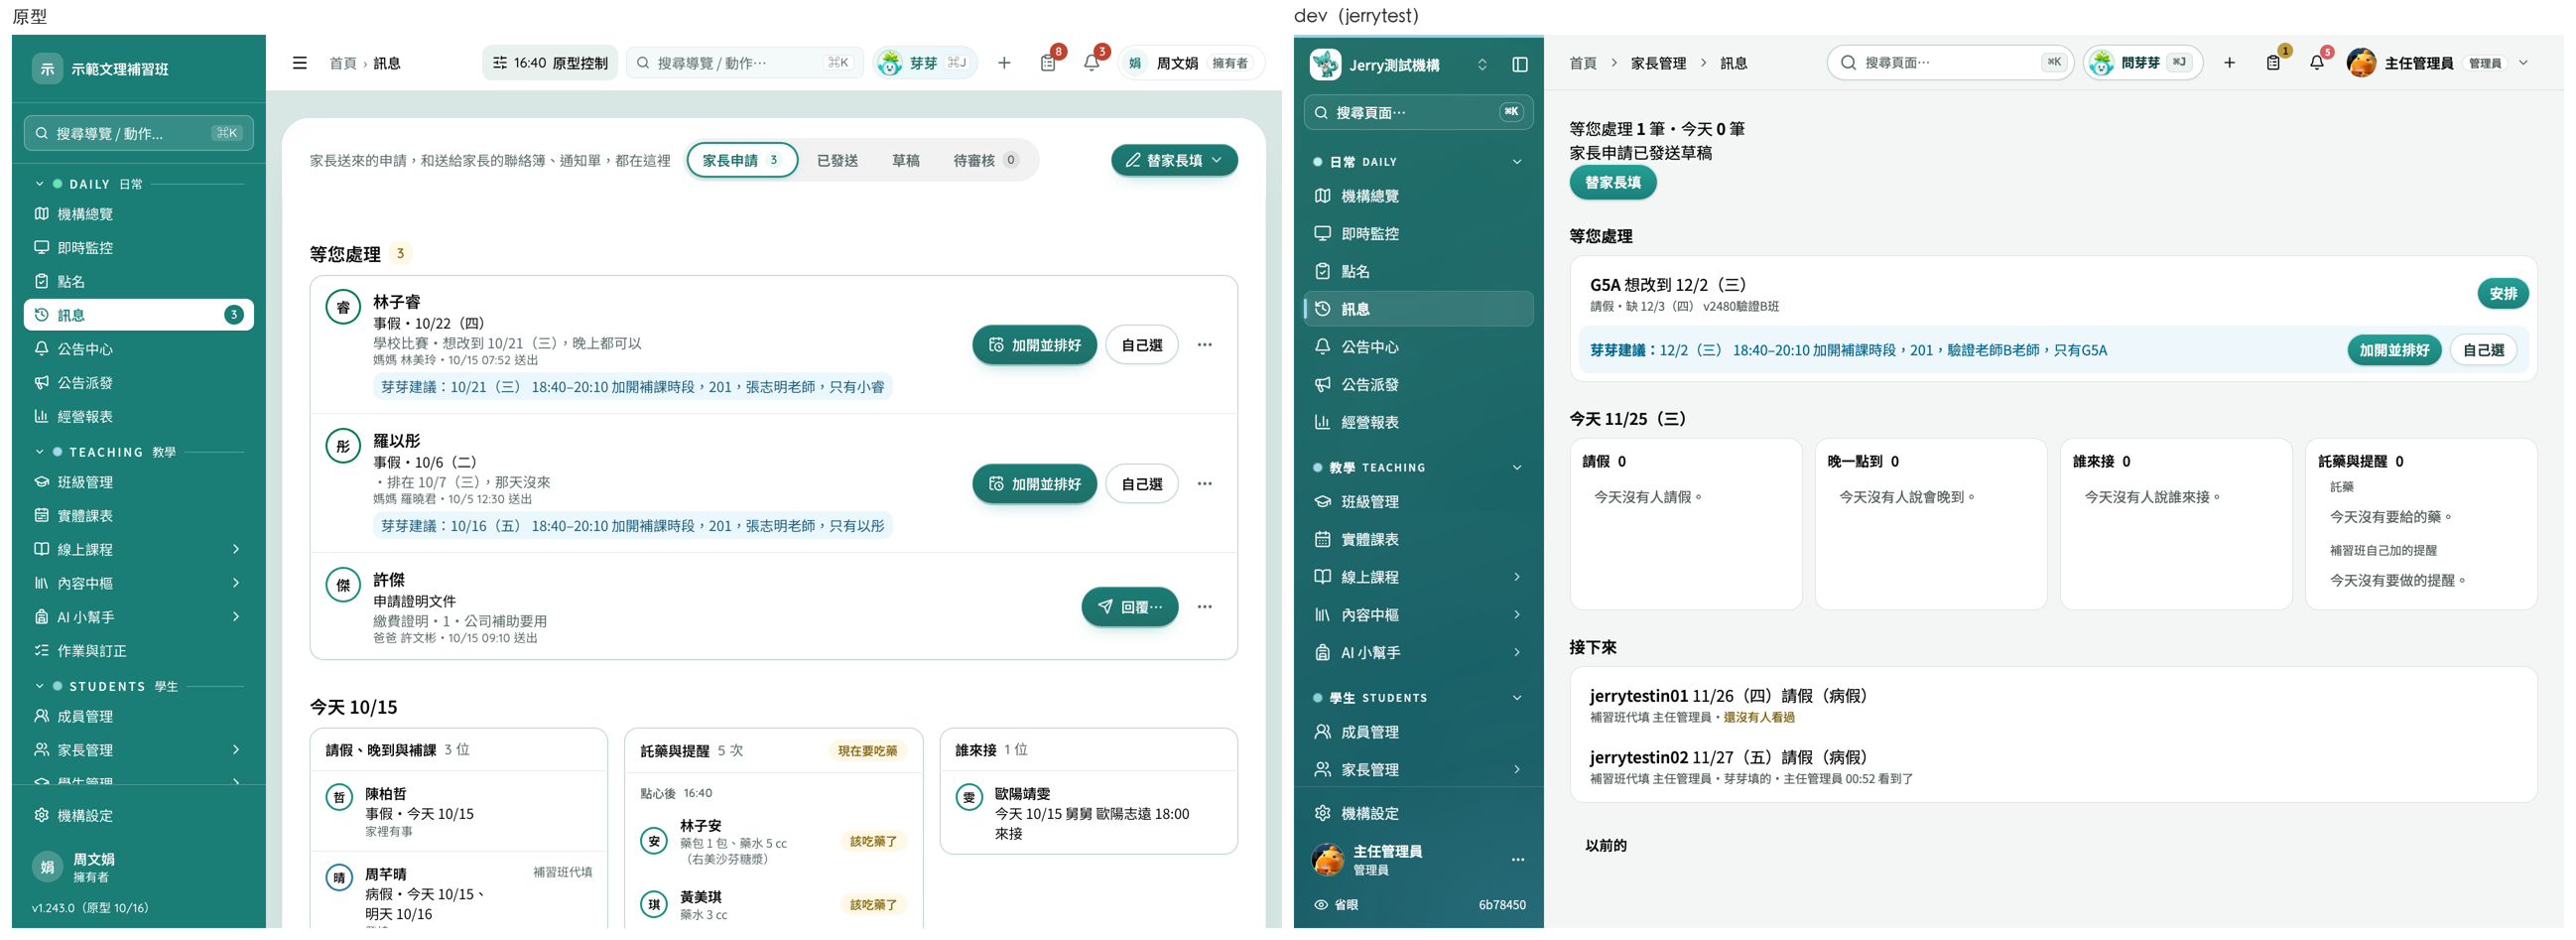 原型
示 示範文理補習班
搜尋導覽 / 動作... ⌘K
DAILY 日常
機構總覽
即時監控
點名
訊息 3
公告中心
公告派發
經營報表
TEACHING 教學
班級管理
實體課表
線上課程
內容中樞
AI 小幫手
作業與訂正
STUDENTS 學生
成員管理
家長管理
學生管理
機構設定
娟 周文娟
擁有者
v1.243.0（原型 10/16）
首頁 › 訊息
16:40 原型控制
搜尋導覽 / 動作… ⌘K
芽芽 ⌘J
8
3
娟 周文娟 擁有者
家長送來的申請，和送給家長的聯絡簿、通知單，都在這裡
家長申請 3
已發送
草稿
待審核 0
替家長填
等您處理 3
睿 林子睿
事假・10/22（四）
學校比賽・想改到 10/21（三），晚上都可以
媽媽 林美玲・10/15 07:52 送出
芽芽建議：10/21（三） 18:40–20:10 加開補課時段，201，張志明老師，只有小睿
加開並排好 自己選 …
彤 羅以彤
事假・10/6（二）
・排在 10/7（三），那天沒來
媽媽 羅曉君・10/5 12:30 送出
芽芽建議：10/16（五） 18:40–20:10 加開補課時段，201，張志明老師，只有以彤
加開並排好 自己選 …
傑 許傑
申請證明文件
繳費證明・1・公司補助要用
爸爸 許文彬・10/15 09:10 送出
回覆… …
今天 10/15
請假、晚到與補課 3 位
哲 陳柏哲
事假・今天 10/15
家裡有事
晴 周芊晴 補習班代填
病假・今天 10/15、
明天 10/16
託藥與提醒 5 次 現在要吃藥
點心後 16:40
安 林子安
藥包 1 包、藥水 5 cc
（右美沙芬糖漿）
該吃藥了
琪 黃美琪
藥水 3 cc
該吃藥了
誰來接 1 位
雯 歐陽靖雯
今天 10/15 舅舅 歐陽志遠 18:00
來接
dev（jerrytest）
Jerry測試機構
搜尋頁面… ⌘K
日常 DAILY
機構總覽
即時監控
點名
訊息
公告中心
公告派發
經營報表
教學 TEACHING
班級管理
實體課表
線上課程
內容中樞
AI 小幫手
學生 STUDENTS
成員管理
家長管理
機構設定
主任管理員 …
管理員
省眼 6b78450
首頁 › 家長管理 › 訊息
搜尋頁面… ⌘K
問芽芽 ⌘J
1
5
主任管理員 管理員
等您處理 1 筆・今天 0 筆
家長申請已發送草稿
替家長填
等您處理
G5A 想改到 12/2（三）
請假・缺 12/3（四） v2480驗證B班
安排
芽芽建議：12/2（三） 18:40–20:10 加開補課時段，201，驗證老師B老師，只有G5A
加開並排好 自己選
今天 11/25（三）
請假 0
今天沒有人請假。
晚一點到 0
今天沒有人說會晚到。
誰來接 0
今天沒有人說誰來接。
託藥與提醒 0
託藥
今天沒有要給的藥。
補習班自己加的提醒
今天沒有要做的提醒。
接下來
jerrytestin01 11/26（四）請假（病假）
補習班代填 主任管理員・還沒有人看過
jerrytestin02 11/27（五）請假（病假）
補習班代填 主任管理員・芽芽填的・主任管理員 00:52 看到了
以前的